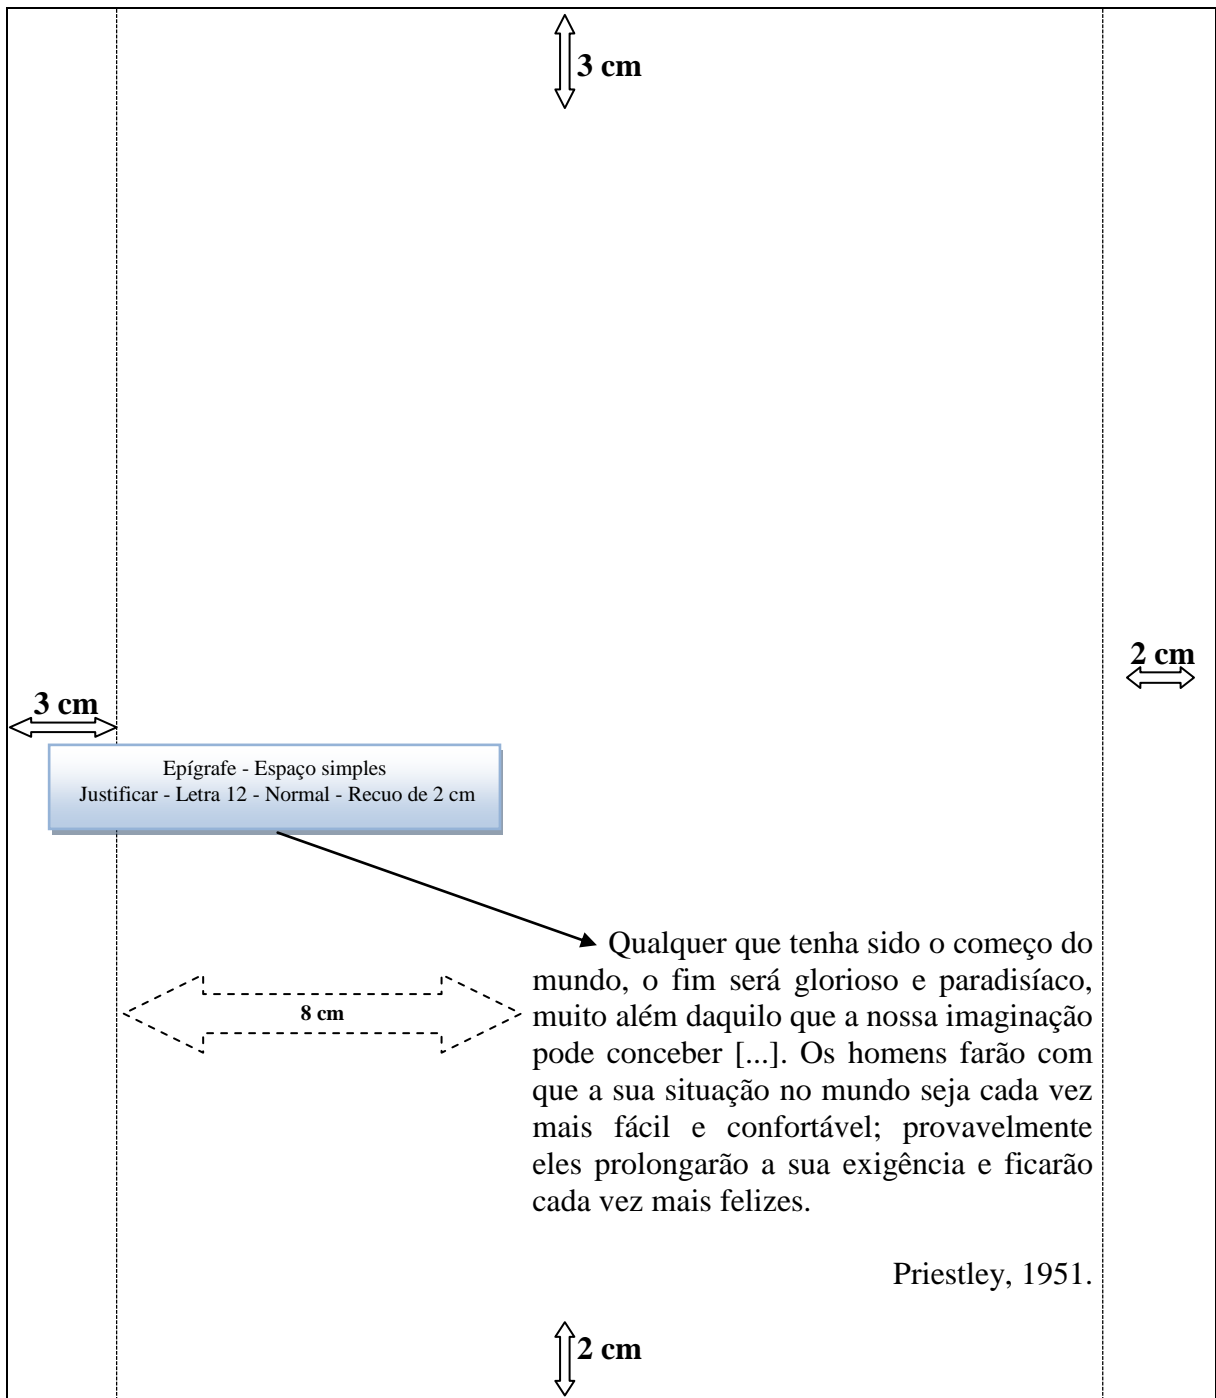 3 cm
2 cm
3 cm
Epígrafe - Espaço simples
Justificar - Letra 12 - Normal - Recuo de 2 cm
Qualquer que tenha sido o começo do
mundo, o fim será glorioso e paradisíaco,
muito além daquilo que a nossa imaginação
pode conceber [...]. Os homens farão com
que a sua situação no mundo seja cada vez
mais fácil e confortável; provavelmente
eles prolongarão a sua exigência e ficarão
cada vez mais felizes.
8 cm
Priestley, 1951.
2 cm